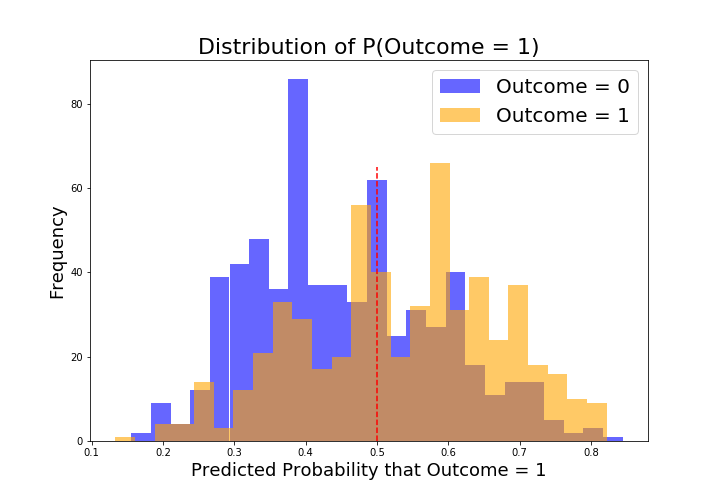 Distribution of P(Outcome = 1)
Outcome = 0
Outcome = 1
Frequency
80
60
40
20
0
0.1 0.2 0.3 0.4 0.5 0.6 0.7 0.8
Predicted Probability that Outcome = 1